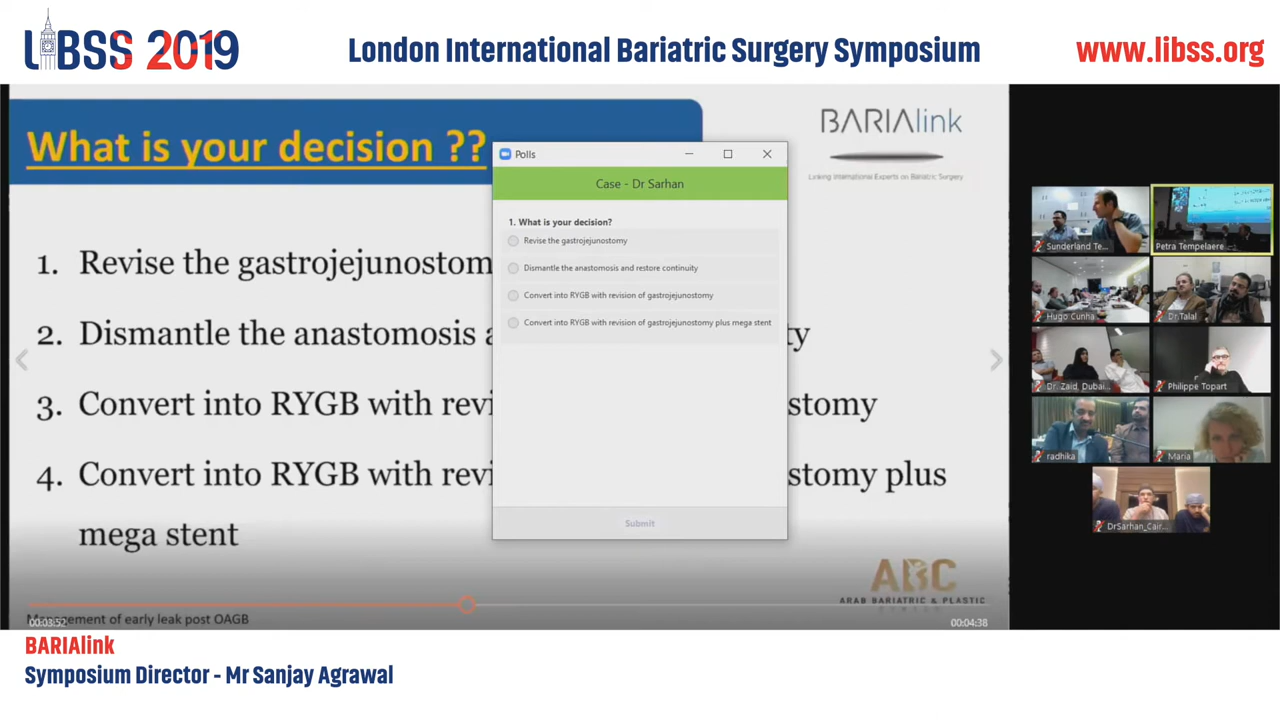 LIBSS 2019
London International Bariatric Surgery Symposium
www.libss.org
What is your decision ??
BARIAlink
Linking International Experts on Bariatric Surgery
1. Revise the gastrojejunostom
2. Dismantle the anastomosis a
ty
3. Convert into RYGB with revi
stomy
4. Convert into RYGB with revi
stomy plus
mega stent
Polls
Case - Dr Sarhan
1. What is your decision?
Revise the gastrojejunostomy
Dismantle the anastomosis and restore continuity
Convert into RYGB with revision of gastrojejunostomy
Convert into RYGB with revision of gastrojejunostomy plus mega stent
Submit
Sunderland Te...
Petra Tempelaere
Hugo Cunha
Dr.Talal
Dr. Zaid, Dubai...
Philippe Topart
radhika
Maria
DrSarhan_Cair...
ABC
ARAB BARIATRIC & PLASTIC
Management of early leak post OAGB
00:03:52
00:04:38
BARIAlink
Symposium Director - Mr Sanjay Agrawal